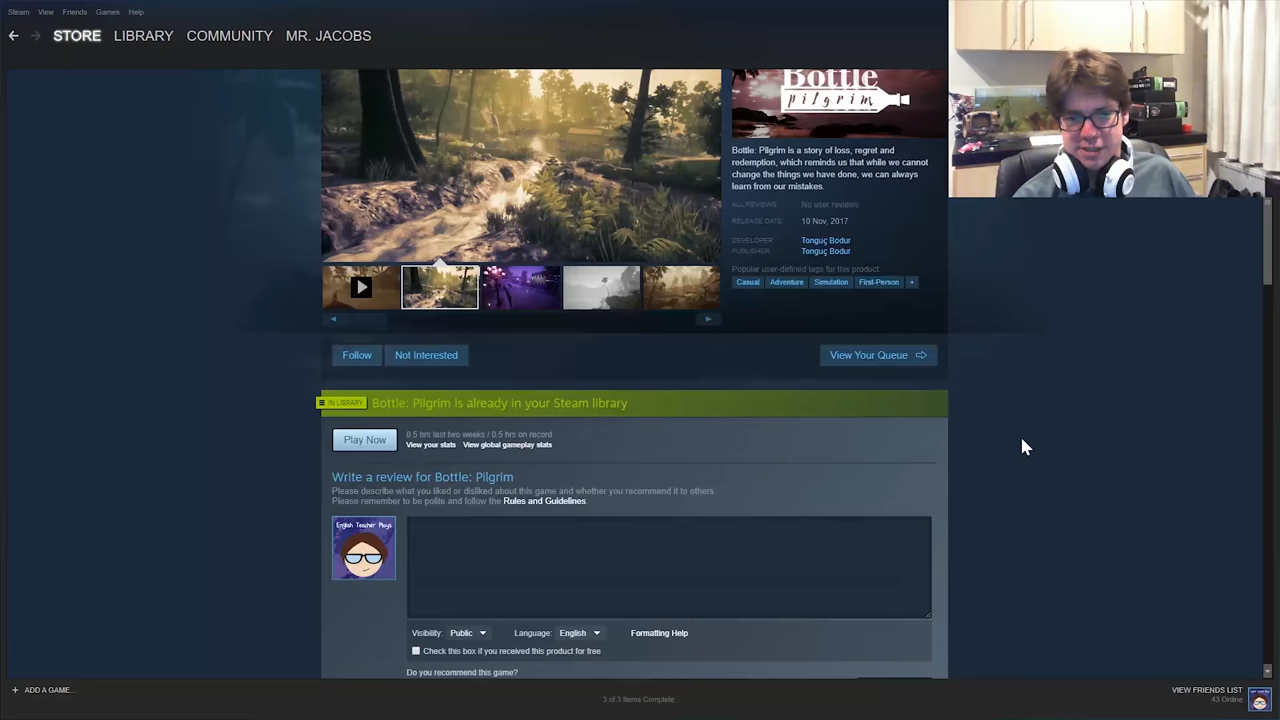 Steam View Friends Games Help
STORE LIBRARY COMMUNITY MR. JACOBS
Bottle
pilgrim
Bottle: Pilgrim is a story of loss, regret and
redemption, which reminds us that while we cannot
change the things we have done, we can always
learn from our mistakes.
ALL REVIEWS: No user reviews
RELEASE DATE: 10 Nov, 2017
DEVELOPER: Tonguç Bodur
PUBLISHER: Tonguç Bodur
Popular user-defined tags for this product
Casual Adventure Simulation First-Person +
Follow Not Interested View Your Queue
IN LIBRARY Bottle: Pilgrim is already in your Steam library
Play Now
0.5 hrs last two weeks / 0.5 hrs on record
View your stats View global gameplay stats
Write a review for Bottle: Pilgrim
Please describe what you liked or disliked about this game and whether you recommend it to others.
Please remember to be polite and follow the Rules and Guidelines.
English Teacher Plays
Visibility: Public Language: English Formatting Help
Check this box if you received this product for free
Do you recommend this game?
+ ADD A GAME...
3 of 3 Items Complete
VIEW FRIENDS LIST
43 Online